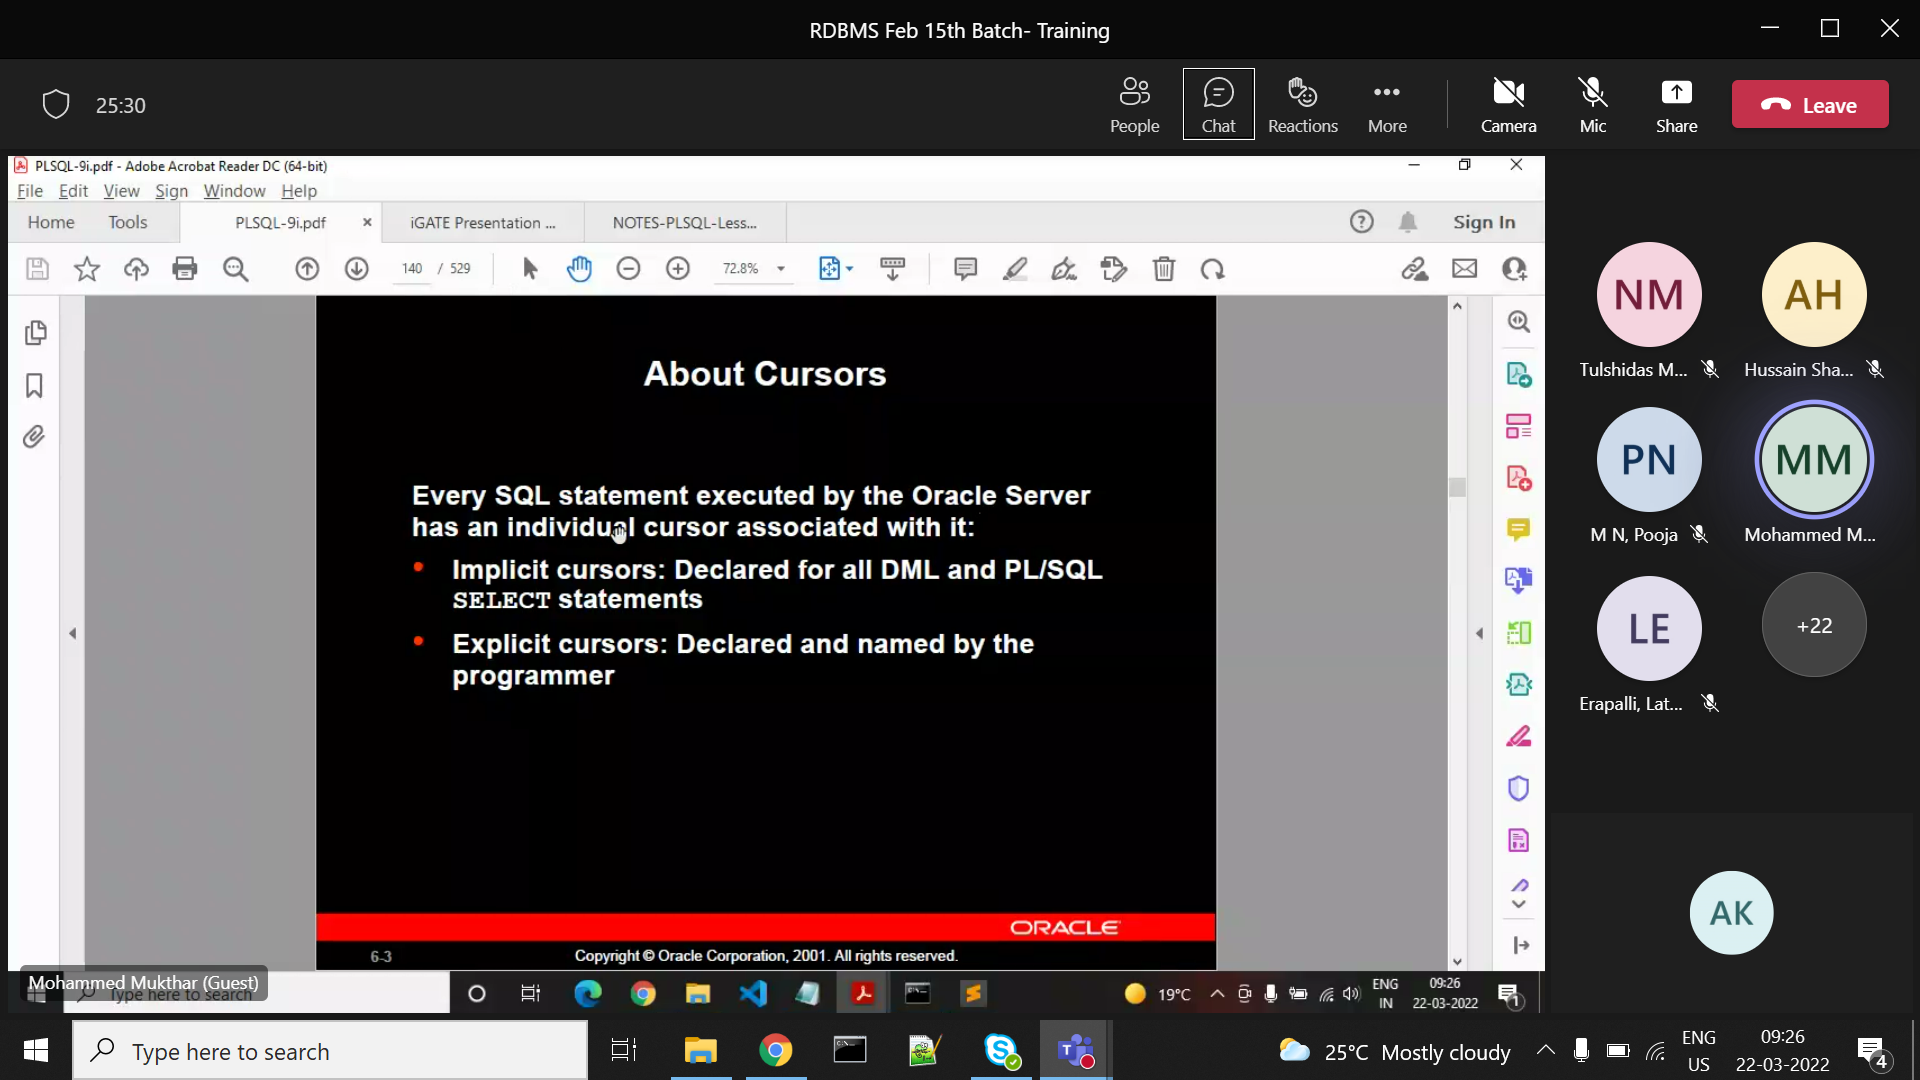 RDBMS Feb 15th Batch- Training
25:30
People
Chat
Reactions
More
Camera
Mic
Share
Leave
PLSQL-9i.pdf - Adobe Acrobat Reader DC (64-bit)
File Edit View Sign Window Help
Home Tools PLSQL-9i.pdf × iGATE Presentation ... NOTES-PLSQL-Less... Sign In
140 / 529 72.8%
About Cursors
Every SQL statement executed by the Oracle Server
has an individual cursor associated with it:
• Implicit cursors: Declared for all DML and PL/SQL
SELECT statements
• Explicit cursors: Declared and named by the
programmer
ORACLE
6-3 Copyright © Oracle Corporation, 2001. All rights reserved.
Mohammed Mukthar (Guest)
Type here to search
19°C
ENG
IN
09:26
22-03-2022
1
NM
Tulshidas M...
AH
Hussain Sha...
PN
M N, Pooja
MM
Mohammed M...
LE
Erapalli, Lat...
+22
AK
Type here to search
25°C Mostly cloudy
ENG
US
09:26
22-03-2022
4